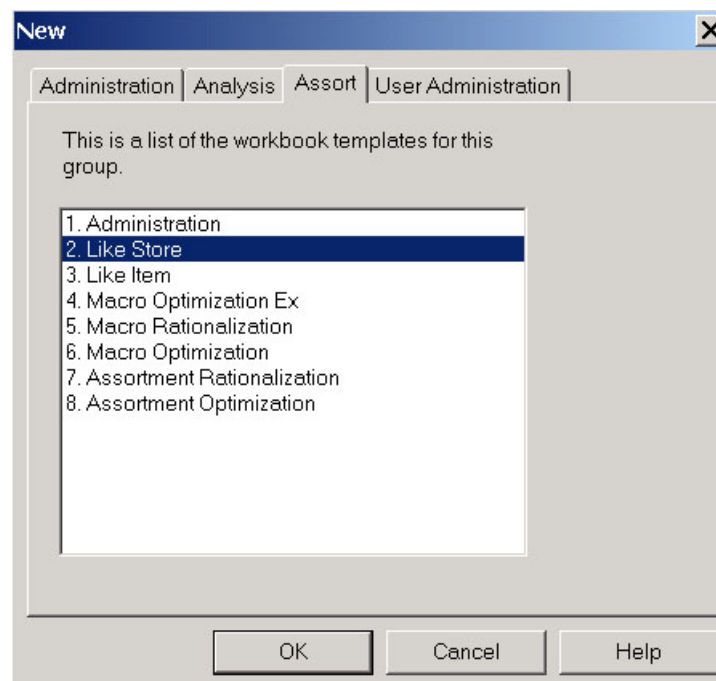 New
Administration Analysis Assort User Administration
This is a list of the workbook templates for this
group.
1. Administration
2. Like Store
3. Like Item
4. Macro Optimization Ex
5. Macro Rationalization
6. Macro Optimization
7. Assortment Rationalization
8. Assortment Optimization
OK Cancel Help